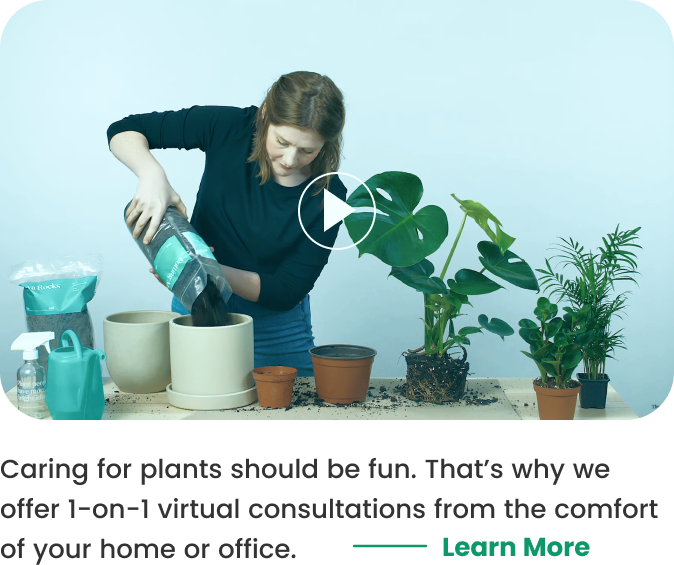 Caring for plants should be fun. That's why we
offer 1-on-1 virtual consultations from the comfort
of your home or office.
Learn More